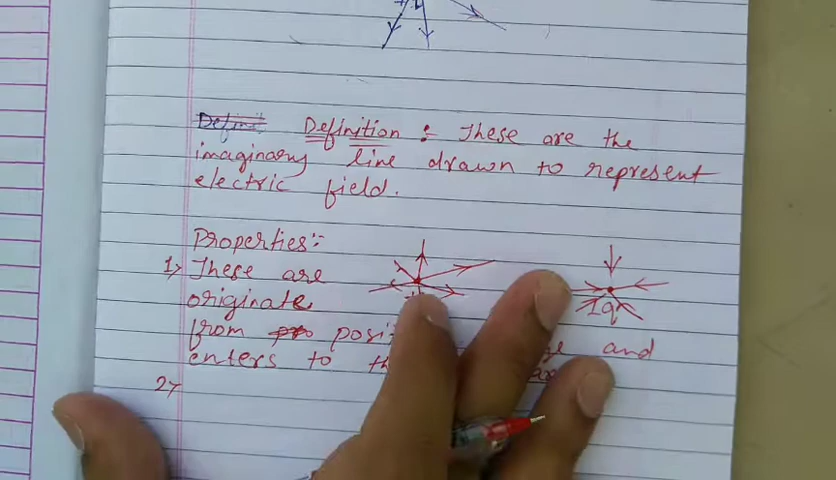 Definition :- These are the
imaginary line drawn to represent
electric field.
Properties:-
1) These are
originate
from posi and
enters to th
2)